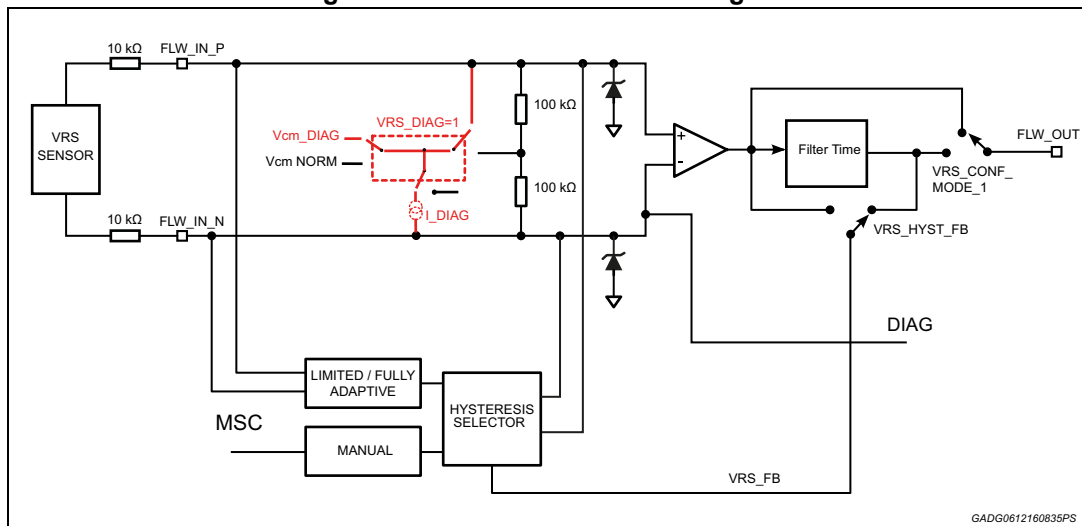 10 kΩ
FLW_IN_P
VRS
SENSOR
10 kΩ
FLW_IN_N
VRS_DIAG=1
Vcm_DIAG
Vcm NORM
I_DIAG
100 kΩ
100 kΩ
+
-
Filter Time
FLW_OUT
VRS_CONF_
MODE_1
VRS_HYST_FB
DIAG
LIMITED / FULLY
ADAPTIVE
HYSTERESIS
SELECTOR
MSC
MANUAL
VRS_FB
GADG0612160835PS